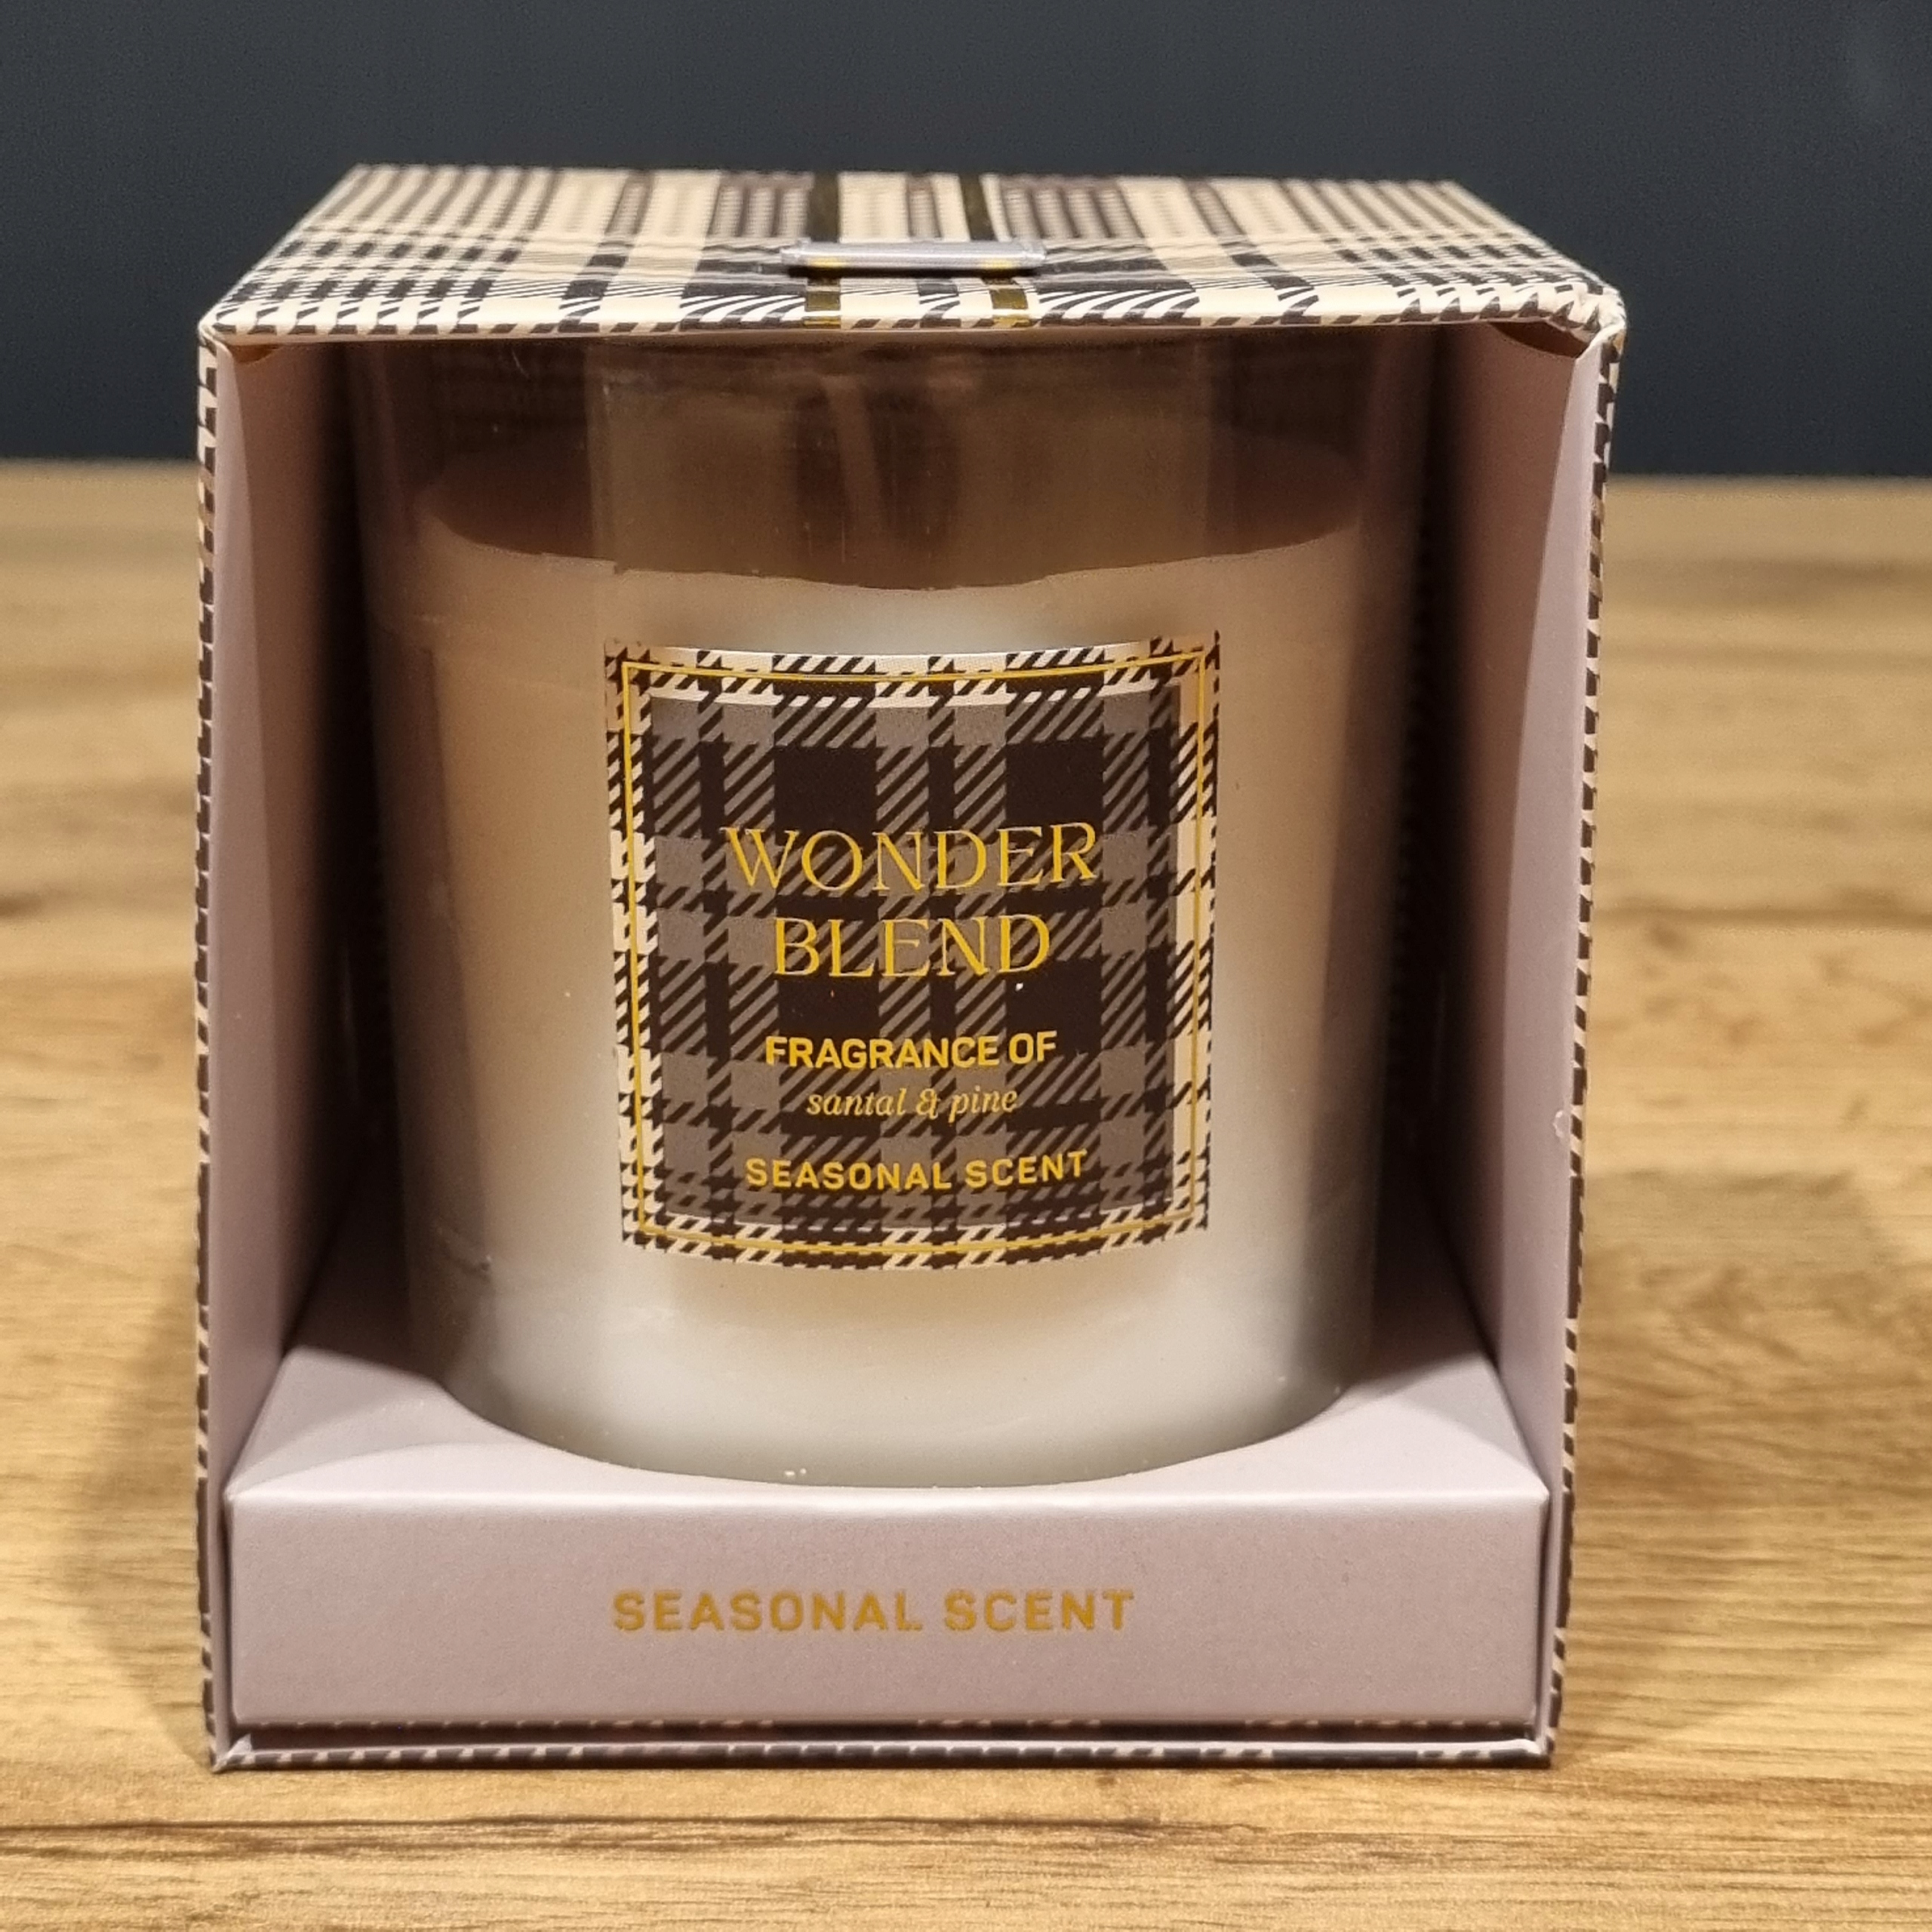 WONDER
BLEND
FRAGRANCE OF
santal & pine
SEASONAL SCENT
SEASONAL SCENT